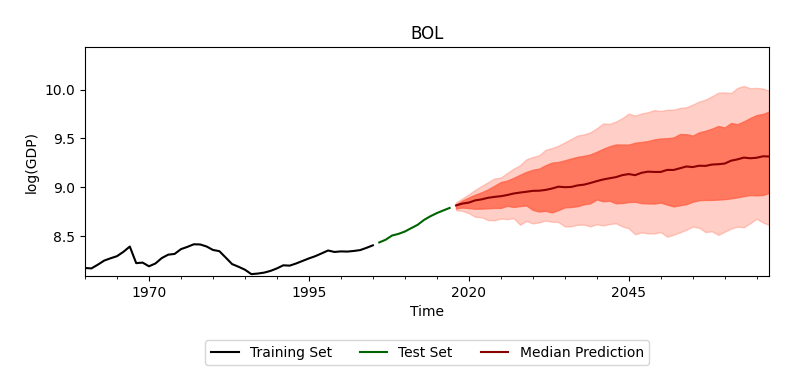 BOL
10.0
9.5
9.0
8.5
log(GDP)
1970 1995 2020 2045
Time
Training Set Test Set Median Prediction